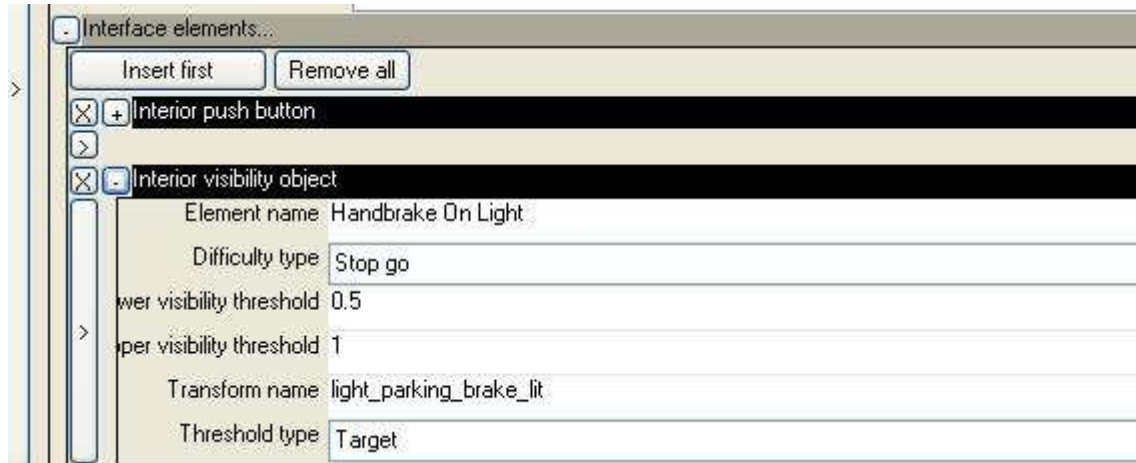 Interface elements...
Insert first Remove all
Interior push button
Interior visibility object
Element name Handbrake On Light
Difficulty type Stop go
wer visibility threshold 0.5
per visibility threshold 1
Transform name light_parking_brake_lit
Threshold type Target